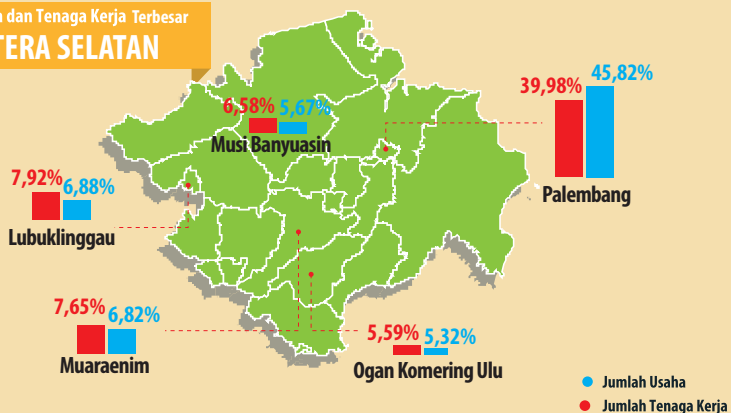 dan Tenaga Kerja Terbesar
TERA SELATAN
39,98% 45,82%
Palembang
6,58% 5,67%
Musi Banyuasin
7,92% 6,88%
Lubuklinggau
7,65% 6,82%
Muaraenim
5,59% 5,32%
Ogan Komering Ulu
Jumlah Usaha
Jumlah Tenaga Kerja